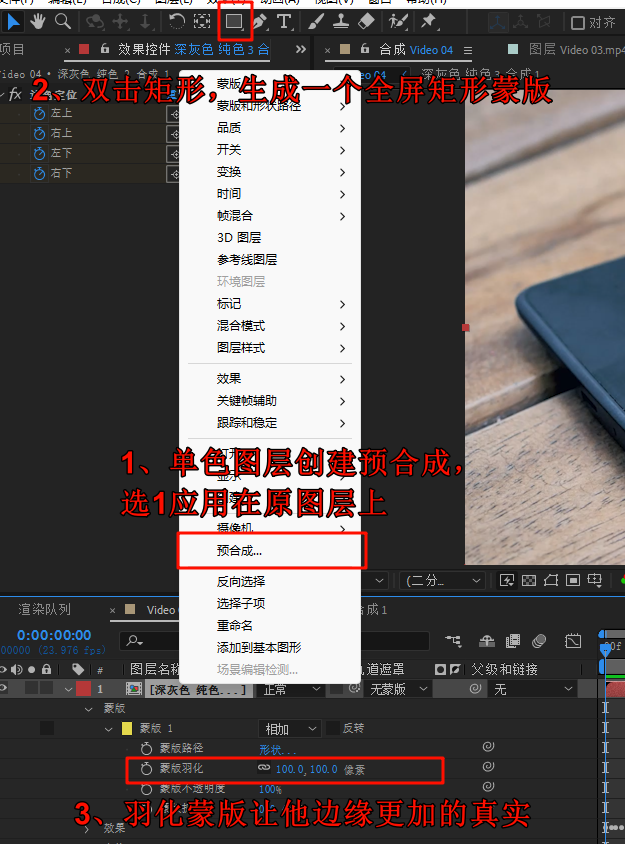 项目
效果控件 深灰色 纯色 3 合
合成 Video 04
图层 Video 03.mp4
对齐
Video 04 • 深灰色 纯色 3 合成 1
2、双击矩形，生成一个全屏矩形蒙版
fx
左上
右上
左下
右下
蒙版
蒙版和形状路径
品质
开关
变换
时间
帧混合
3D 图层
参考线图层
环境图层
标记
混合模式
图层样式
效果
关键帧辅助
跟踪和稳定
打开
显示
1、单色图层创建预合成，
选1应用在原图层上
摄像机
预合成...
反向选择
选择子项
重命名
添加到基本图形
场景编辑检测...
(二分...
渲染队列
Video
合成 1
0:00:00:00
00000 (23.976 fps)
#
图层名称
轨道遮罩
父级和链接
1
[深灰色 纯色...]
正常
无蒙版
无
蒙版
蒙版 1
相加
反转
蒙版路径
形状...
蒙版羽化
100.0, 100.0 像素
蒙版不透明度
100%
3、羽化蒙版让他边缘更加的真实
效果